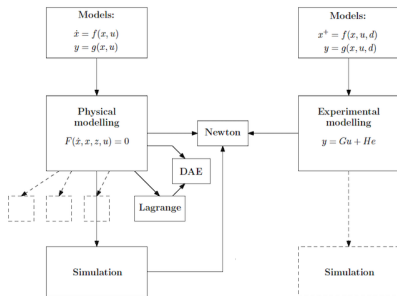 Models:
ẋ = f(x, u)
y = g(x, u)
Models:
x⁺ = f(x, u, d)
y = g(x, u, d)
Physical
modelling
F(ẋ, x, z, u) = 0
Newton
Experimental
modelling
y = Gu + He
DAE
Lagrange
Simulation
Simulation